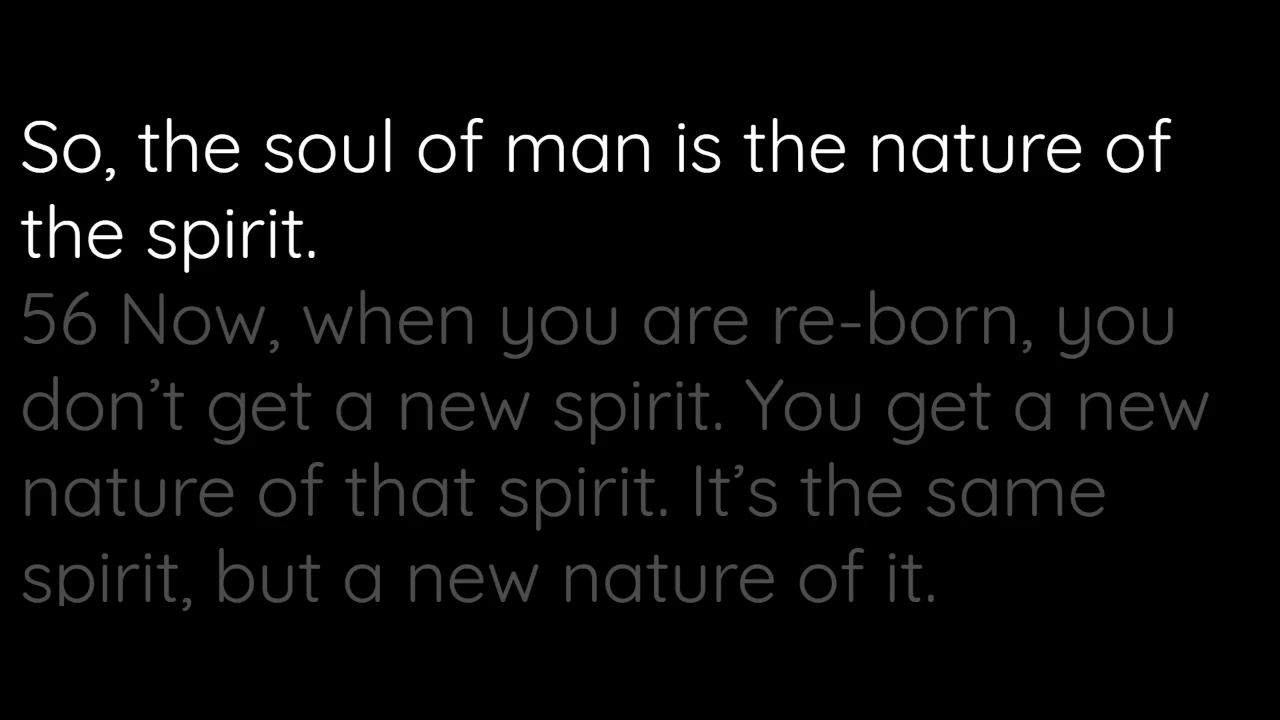 So, the soul of man is the nature of
the spirit.
56 Now, when you are re-born, you
don’t get a new spirit. You get a new
nature of that spirit. It’s the same
spirit, but a new nature of it.